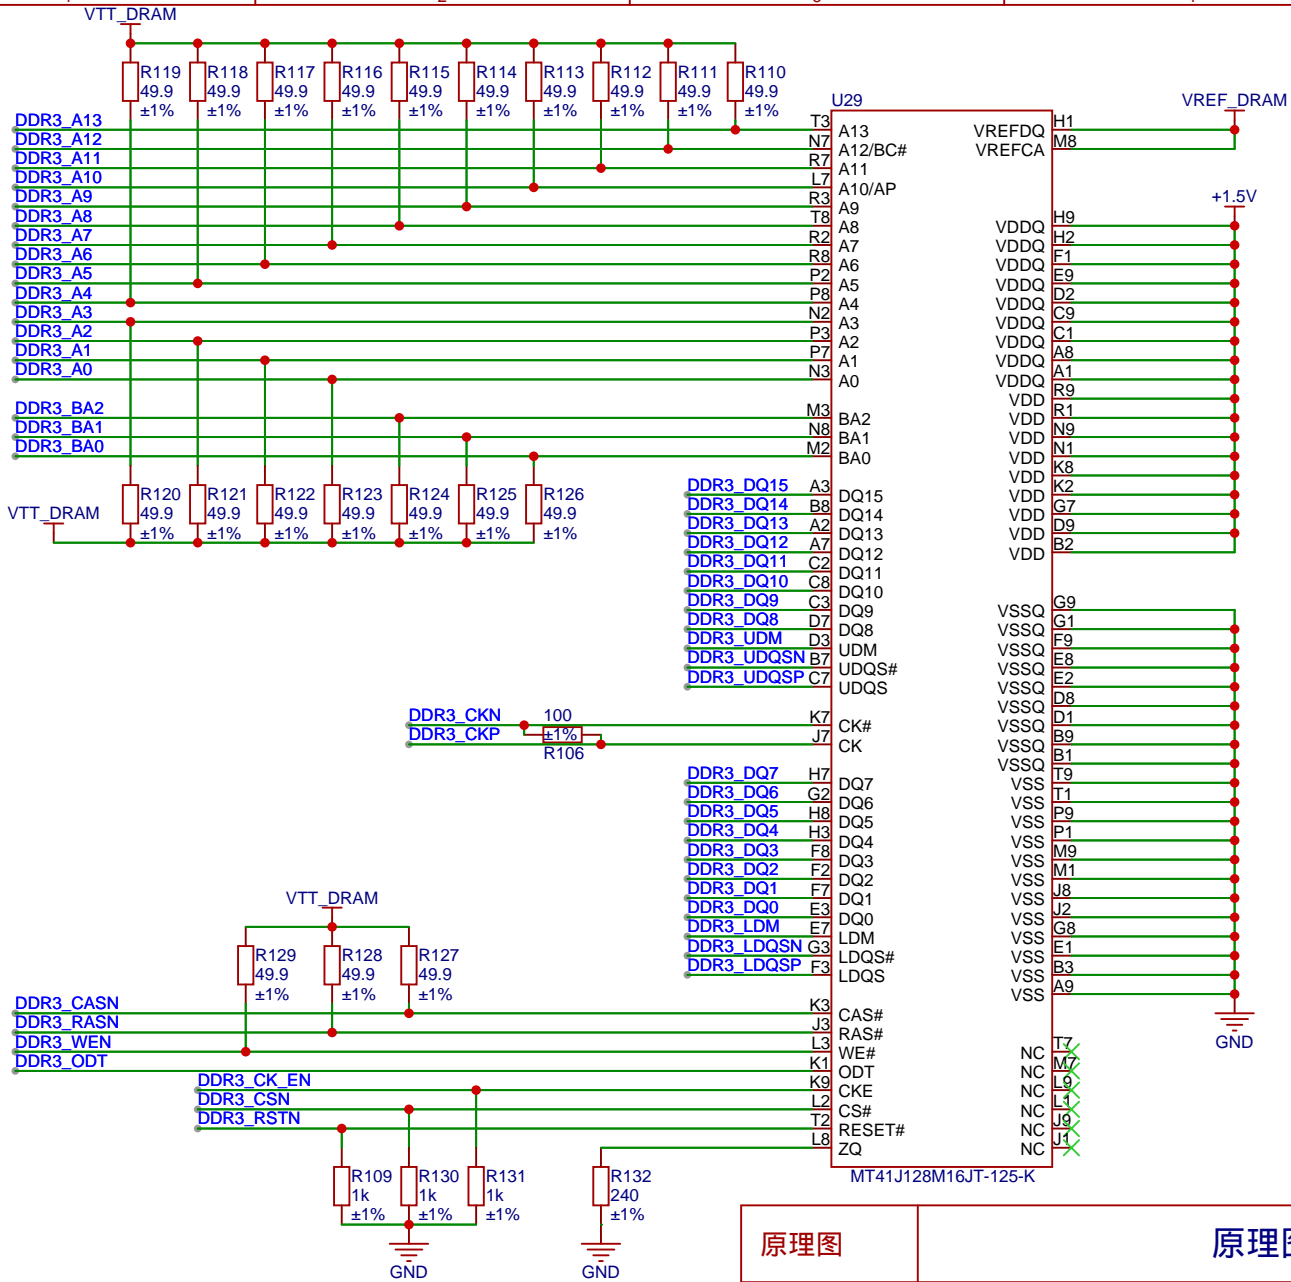 VTT_DRAM
R119 R118 R117 R116 R115 R114 R113 R112 R111 R110
49.9 49.9 49.9 49.9 49.9 49.9 49.9 49.9 49.9 49.9
±1% ±1% ±1% ±1% ±1% ±1% ±1% ±1% ±1% ±1%
U29
VREF_DRAM
DDR3_A13 T3 A13 VREFDQ H1
DDR3_A12 N7 A12/BC# VREFCA M8
DDR3_A11 R7 A11
DDR3_A10 L7 A10/AP
DDR3_A9 R3 A9
+1.5V
DDR3_A8 T8 A8 VDDQ H9
DDR3_A7 R2 A7 VDDQ H2
DDR3_A6 R8 A6 VDDQ F1
DDR3_A5 P2 A5 VDDQ E9
DDR3_A4 P8 A4 VDDQ D2
DDR3_A3 N2 A3 VDDQ C9
DDR3_A2 P3 A2 VDDQ C1
DDR3_A1 P7 A1 VDDQ A8
DDR3_A0 N3 A0 VDDQ A1
VDD R9
DDR3_BA2 M3 BA2 VDD R1
DDR3_BA1 N8 BA1 VDD N9
DDR3_BA0 M2 BA0 VDD N1
VDD K8
DDR3_DQ15 A3 DQ15 VDD K2
DDR3_DQ14 B8 DQ14 VDD G7
DDR3_DQ13 A2 DQ13 VDD D9
DDR3_DQ12 A7 DQ12 VDD B2
R120 R121 R122 R123 R124 R125 R126
VTT_DRAM 49.9 49.9 49.9 49.9 49.9 49.9 49.9
±1% ±1% ±1% ±1% ±1% ±1% ±1%
DDR3_DQ11 C2 DQ11
DDR3_DQ10 C8 DQ10
DDR3_DQ9 C3 DQ9 VSSQ G9
DDR3_DQ8 D7 DQ8 VSSQ G1
DDR3_UDM D3 UDM VSSQ F9
DDR3_UDQSN B7 UDQS# VSSQ E8
DDR3_UDQSP C7 UDQS VSSQ E2
VSSQ D8
DDR3_CKN 100 K7 CK# VSSQ D1
DDR3_CKP ±1% J7 CK VSSQ B9
R106 VSSQ B1
DDR3_DQ7 H7 DQ7 VSS T9
DDR3_DQ6 G2 DQ6 VSS T1
DDR3_DQ5 H8 DQ5 VSS P9
DDR3_DQ4 H3 DQ4 VSS P1
DDR3_DQ3 F8 DQ3 VSS M9
DDR3_DQ2 F2 DQ2 VSS M1
DDR3_DQ1 F7 DQ1 VSS J8
DDR3_DQ0 E3 DQ0 VSS J2
DDR3_LDM E7 LDM VSS G8
DDR3_LDQSN G3 LDQS# VSS E1
DDR3_LDQSP F3 LDQS VSS B3
VSS A9
VTT_DRAM
R129 R128 R127
49.9 49.9 49.9
±1% ±1% ±1%
DDR3_CASN K3 CAS#
DDR3_RASN J3 RAS#
GND
DDR3_WEN L3 WE# NC T7
DDR3_ODT K1 ODT NC M7
DDR3_CK_EN K9 CKE NC L9
DDR3_CSN L2 CS# NC L1
DDR3_RSTN T2 RESET# NC J9
L8 ZQ NC J1
MT41J128M16JT-125-K
R109 R130 R131 R132
1k 1k 1k 240
±1% ±1% ±1% ±1%
GND GND
原理图 原理图